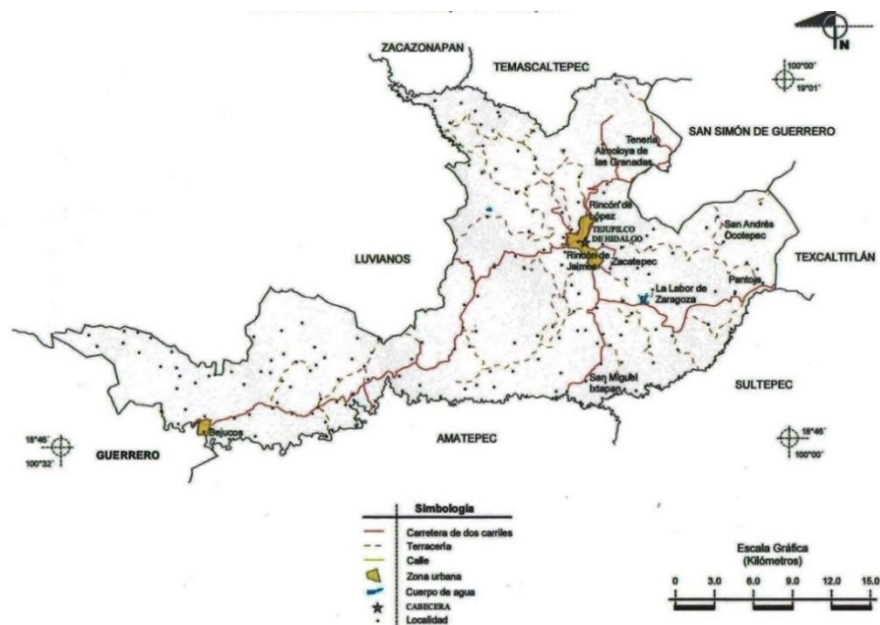 ZACAZONAPAN
TEMASCALTEPEC
N
100°00'
19°01'
SAN SIMÓN DE GUERRERO
Tenería
Almoloya de
las Granadas
Rincón de
López
TEJUPILCO
DE HIDALGO
San Andrés
Ocotepec
Rincón de
Jaimes
Zacatepec
LUVIANOS
TEXCALTITLÁN
Pantoja
La Labor de
Zaragoza
San Miguel
Ixtapan
SULTEPEC
Bejucos
AMATEPEC
GUERRERO
18°46'
100°32'
18°46'
100°00'
Simbología
Carretera de dos carriles
Terracería
Calle
Zona urbana
Cuerpo de agua
CABECERA
Localidad
Escala Gráfica
(Kilómetros)
0 3.0 6.0 9.0 12.0 15.0